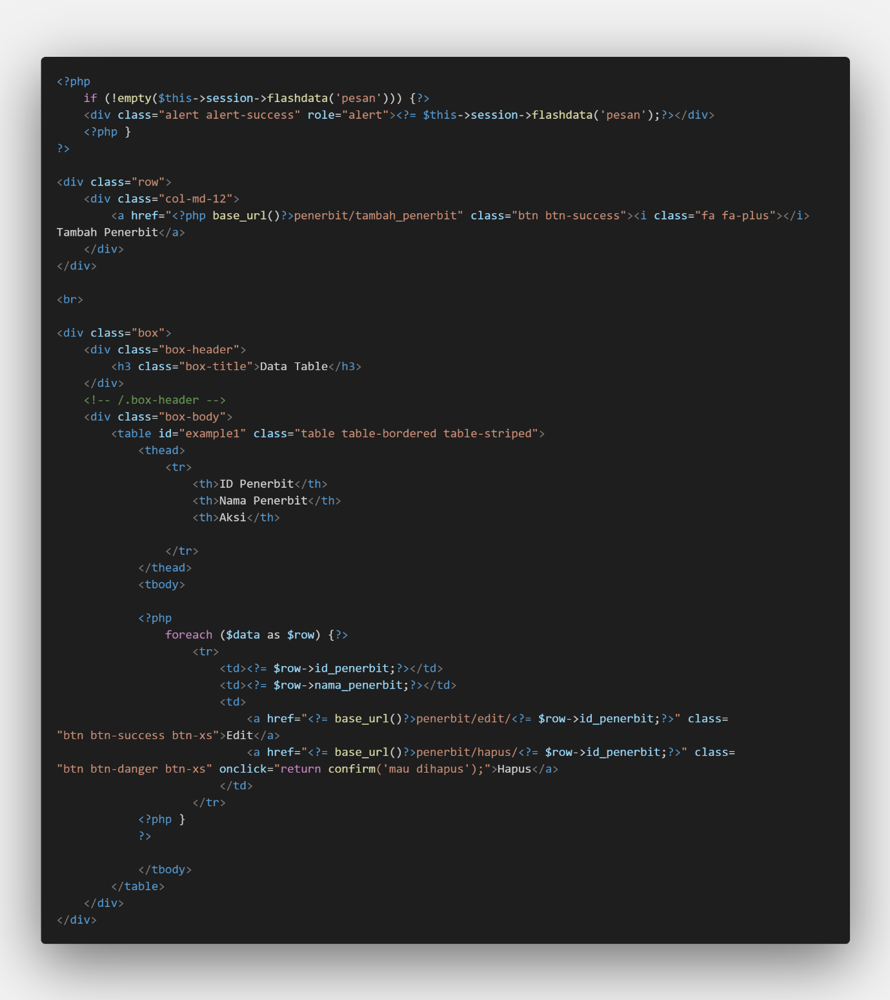 <?php
    if (!empty($this->session->flashdata('pesan'))) {?>
    <div class="alert alert-success" role="alert"><?= $this->session->flashdata('pesan');?></div>
    <?php }
?>

<div class="row">
    <div class="col-md-12">
        <a href="<?php base_url()?>penerbit/tambah_penerbit" class="btn btn-success"><i class="fa fa-plus"></i>
Tambah Penerbit</a>
    </div>
</div>

<br>

<div class="box">
    <div class="box-header">
        <h3 class="box-title">Data Table</h3>
    </div>
    <!-- /.box-header -->
    <div class="box-body">
        <table id="example1" class="table table-bordered table-striped">
            <thead>
                <tr>
                    <th>ID Penerbit</th>
                    <th>Nama Penerbit</th>
                    <th>Aksi</th>

                </tr>
            </thead>
            <tbody>

            <?php
                foreach ($data as $row) {?>
                    <tr>
                        <td><?= $row->id_penerbit;?></td>
                        <td><?= $row->nama_penerbit;?></td>
                        <td>
                            <a href="<?= base_url()?>penerbit/edit/<?= $row->id_penerbit;?>" class=
"btn btn-success btn-xs">Edit</a>
                            <a href="<?= base_url()?>penerbit/hapus/<?= $row->id_penerbit;?>" class=
"btn btn-danger btn-xs" onclick="return confirm('mau dihapus');">Hapus</a>
                        </td>
                    </tr>
            <?php }
            ?>

            </tbody>
        </table>
    </div>
</div>